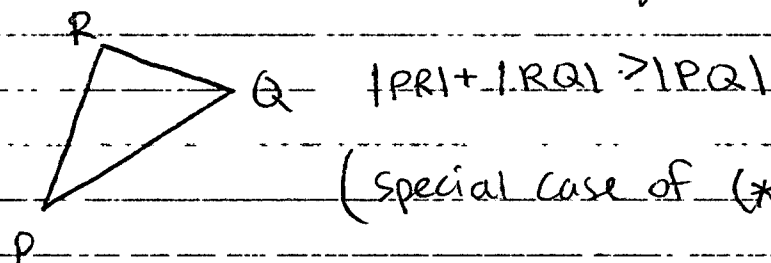 R
Q |PR| + |RQ| > |PQ|
(special case of (*
P